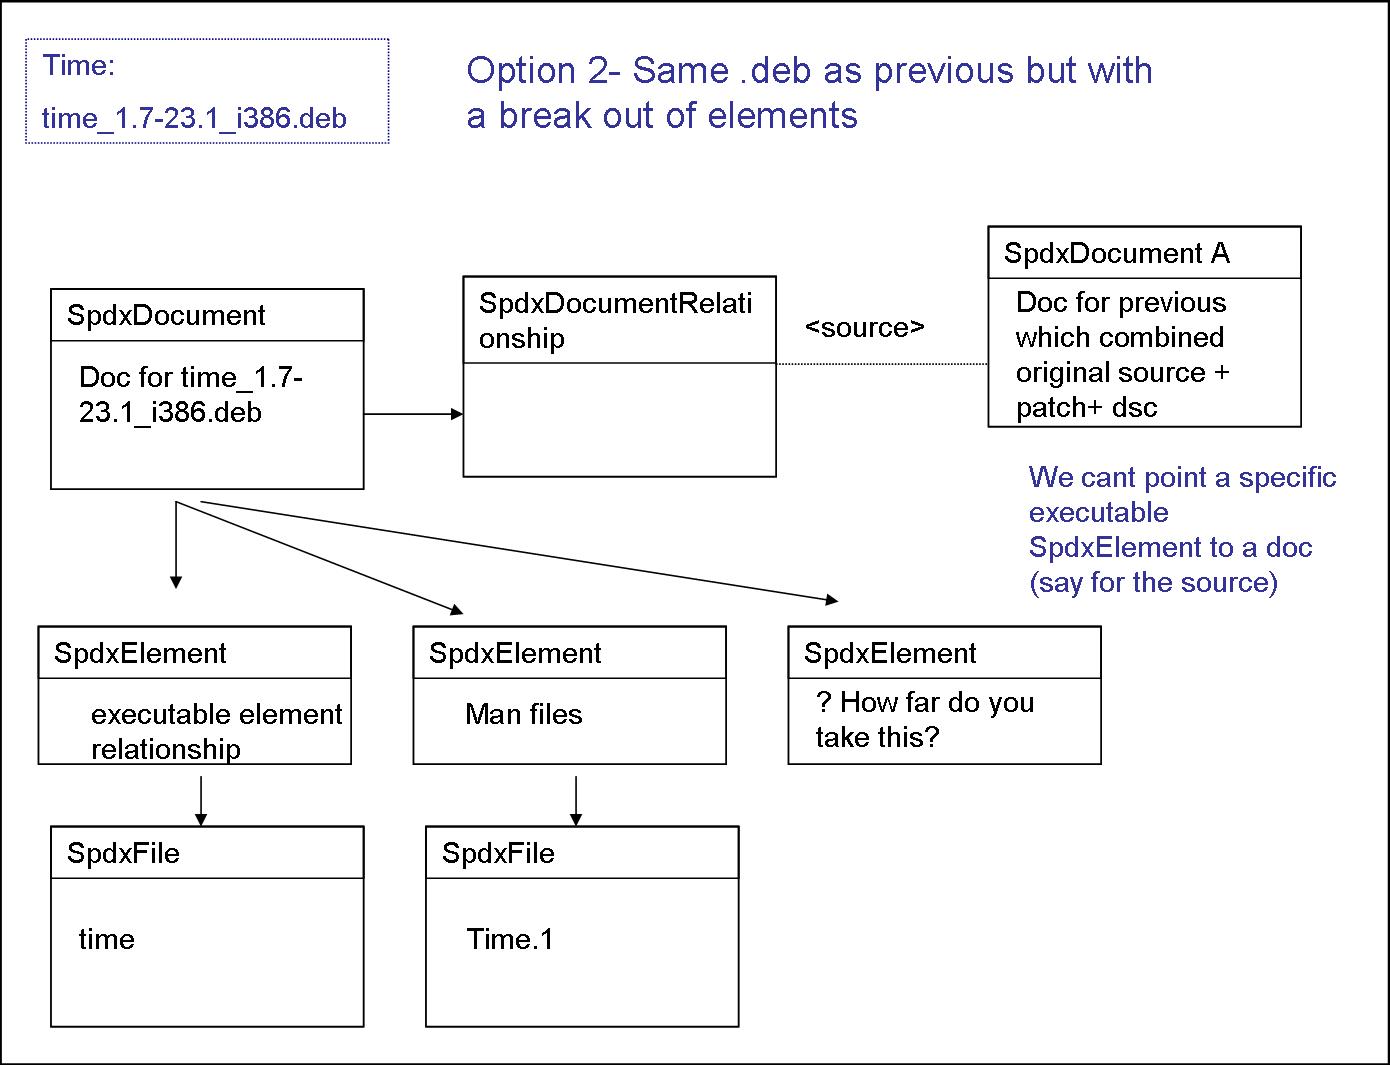 Time:
time_1.7-23.1_i386.deb
Option 2- Same .deb as previous but with
a break out of elements
SpdxDocument
Doc for time_1.7-
23.1_i386.deb
SpdxDocumentRelati
onship
<source>
SpdxDocument A
Doc for previous
which combined
original source +
patch+ dsc
We cant point a specific
executable
SpdxElement to a doc
(say for the source)
SpdxElement
executable element
relationship
SpdxElement
Man files
SpdxElement
? How far do you
take this?
SpdxFile
time
SpdxFile
Time.1